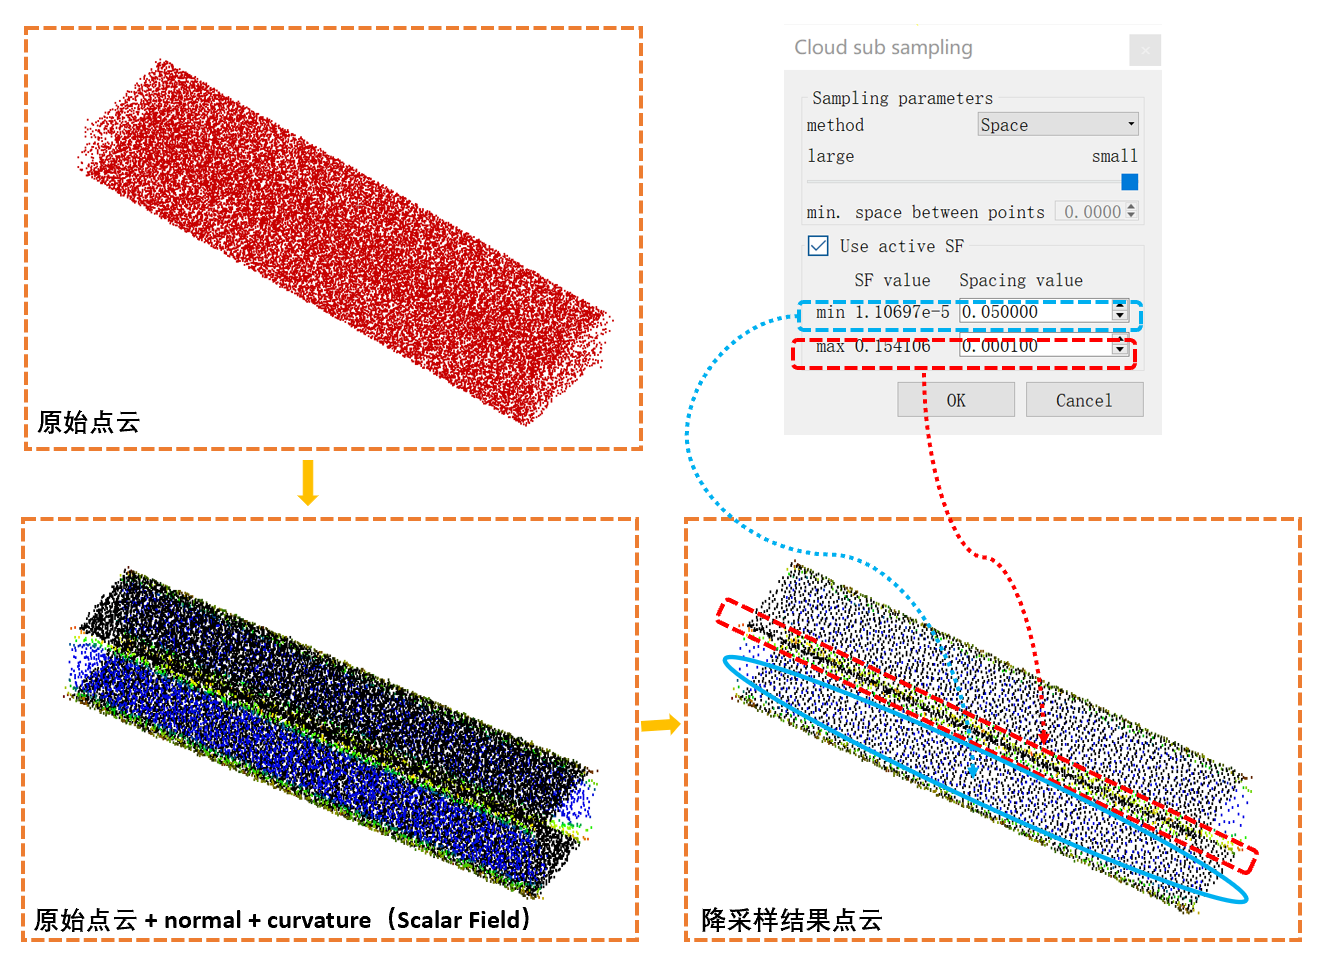 原始点云
Cloud sub sampling
x
Sampling parameters
method Space
large small
min. space between points 0.0000
Use active SF
SF value Spacing value
min 1.10697e-5 0.050000
max 0.154106 0.000100
OK Cancel
原始点云 + normal + curvature（Scalar Field）
降采样结果点云